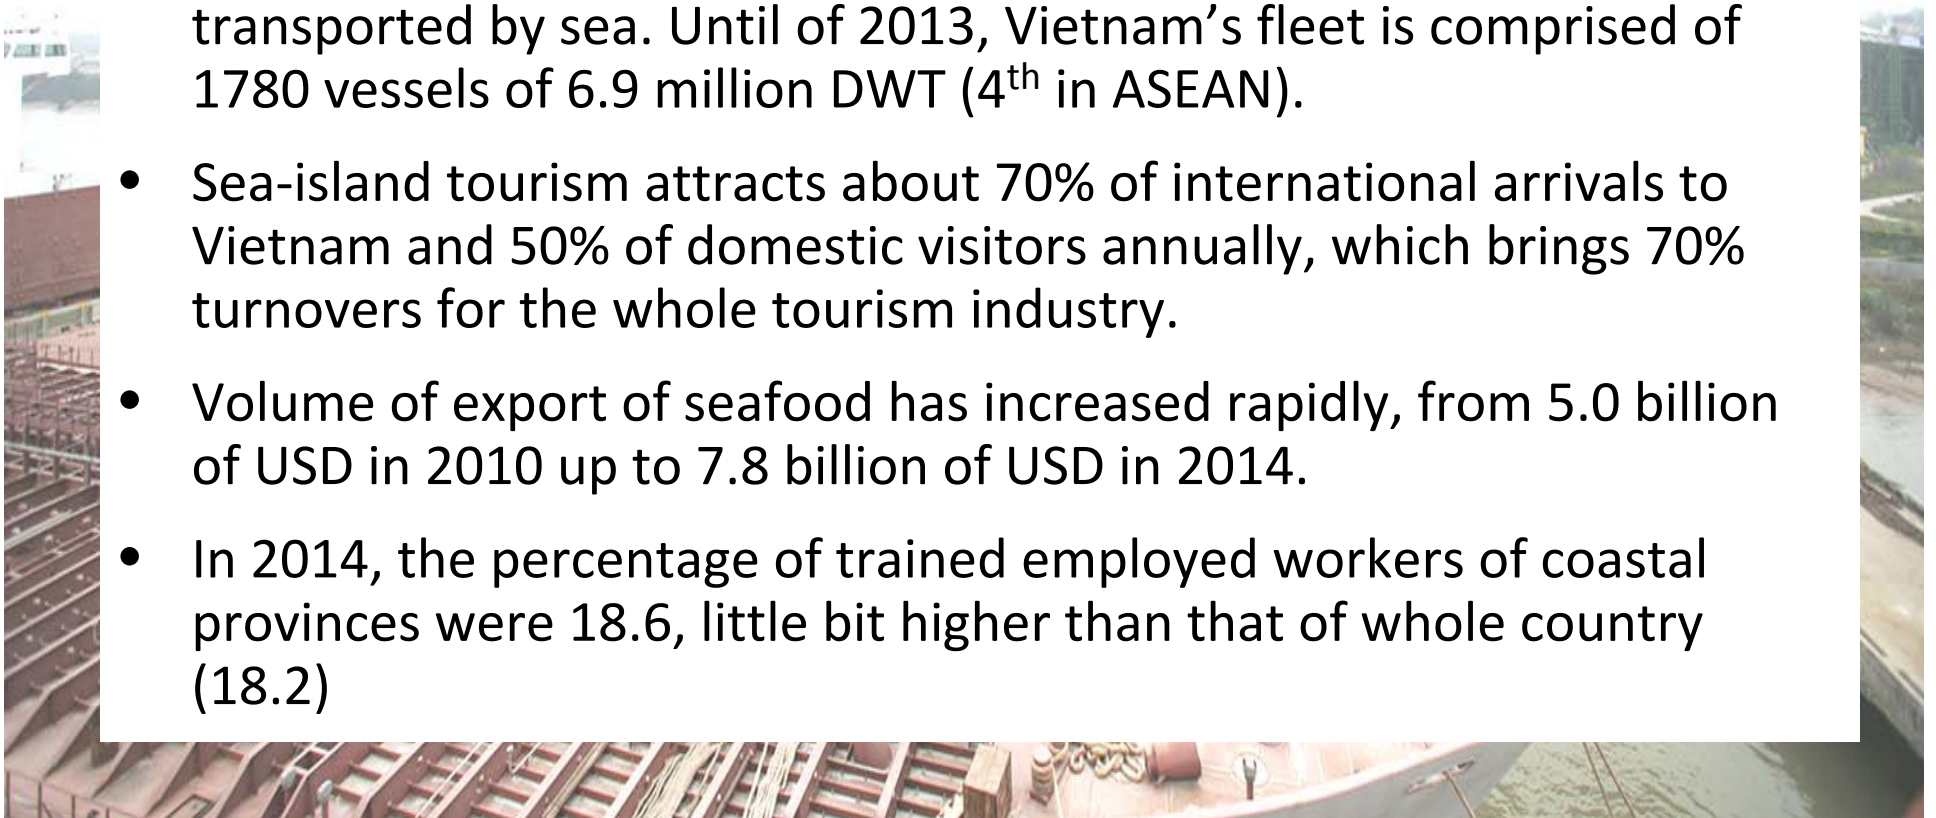 transported by sea. Until of 2013, Vietnam’s fleet is comprised of
1780 vessels of 6.9 million DWT (4th in ASEAN).
• Sea-island tourism attracts about 70% of international arrivals to
Vietnam and 50% of domestic visitors annually, which brings 70%
turnovers for the whole tourism industry.
• Volume of export of seafood has increased rapidly, from 5.0 billion
of USD in 2010 up to 7.8 billion of USD in 2014.
• In 2014, the percentage of trained employed workers of coastal
provinces were 18.6, little bit higher than that of whole country
(18.2)